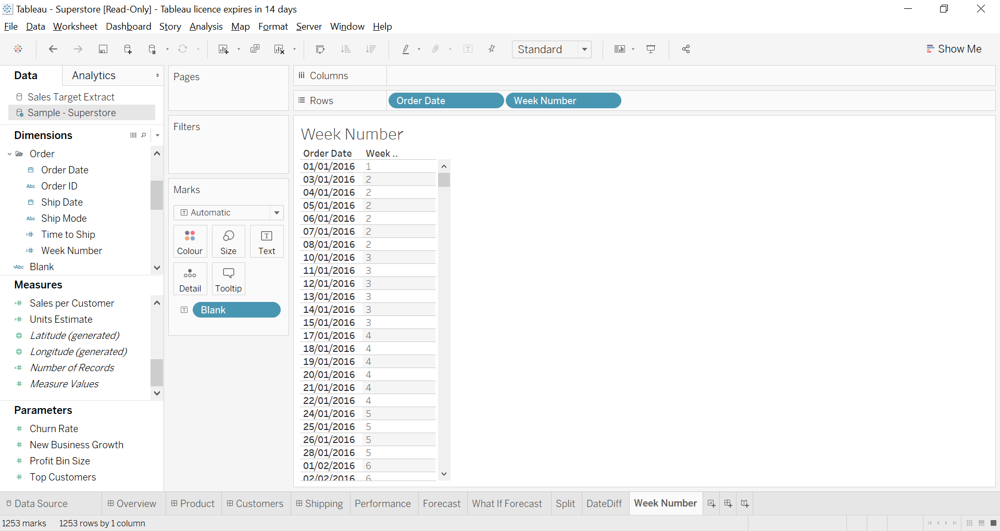 Tableau - Superstore [Read-Only] - Tableau licence expires in 14 days
File Data Worksheet Dashboard Story Analysis Map Format Server Window Help
Standard
Show Me
Data Analytics
Sales Target Extract
Sample - Superstore
Dimensions
Order
Order Date
Abc Order ID
Ship Date
Abc Ship Mode
Time to Ship
Week Number
=Abc Blank
Measures
Sales per Customer
Units Estimate
Latitude (generated)
Longitude (generated)
Number of Records
Measure Values
Parameters
Churn Rate
New Business Growth
Profit Bin Size
Top Customers
Pages
Filters
Marks
Automatic
Colour Size Text
Detail Tooltip
Blank
Columns
Rows Order Date Week Number
Week Number
Order Date Week ..
01/01/2016 1
03/01/2016 2
04/01/2016 2
05/01/2016 2
06/01/2016 2
07/01/2016 2
08/01/2016 2
10/01/2016 3
11/01/2016 3
12/01/2016 3
13/01/2016 3
14/01/2016 3
15/01/2016 3
17/01/2016 4
18/01/2016 4
19/01/2016 4
20/01/2016 4
21/01/2016 4
22/01/2016 4
24/01/2016 5
25/01/2016 5
26/01/2016 5
28/01/2016 5
01/02/2016 6
02/02/2016 6
Data Source Overview Product Customers Shipping Performance Forecast What If Forecast Split DateDiff Week Number
1253 marks 1253 rows by 1 column